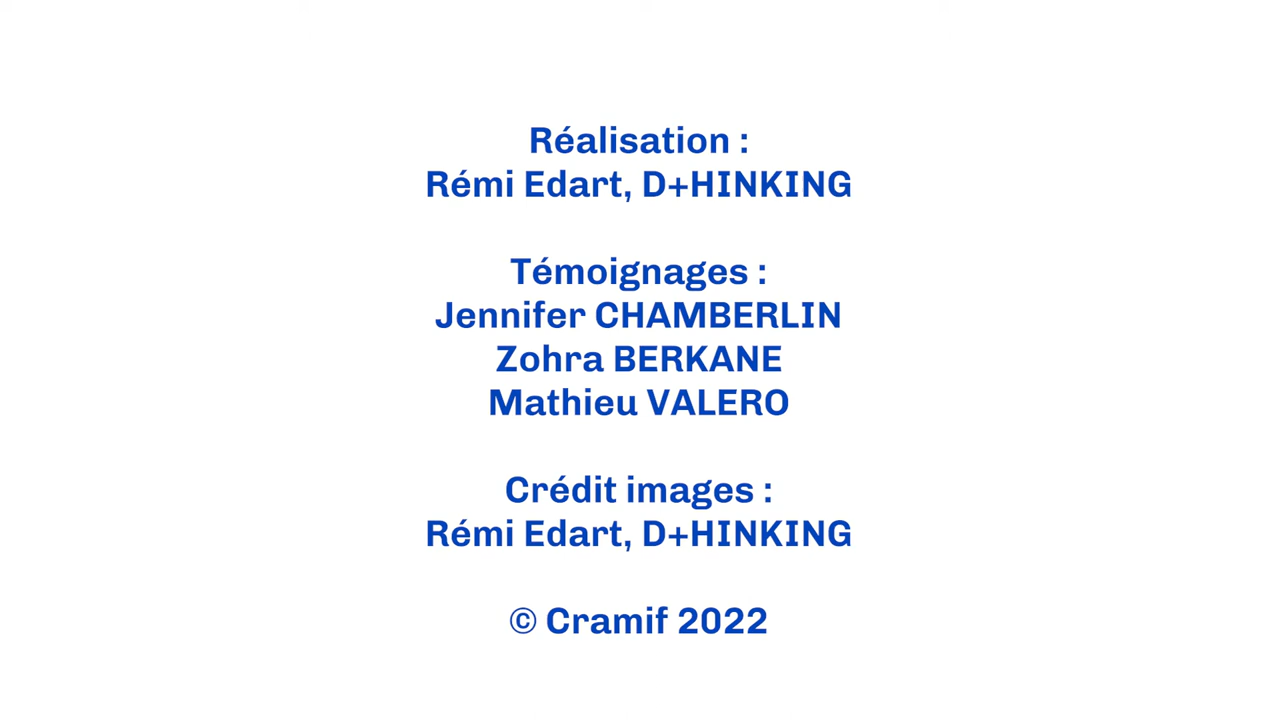 Réalisation :
Rémi Edart, D+HINKING
Témoignages :
Jennifer CHAMBERLIN
Zohra BERKANE
Mathieu VALERO
Crédit images :
Rémi Edart, D+HINKING
© Cramif 2022